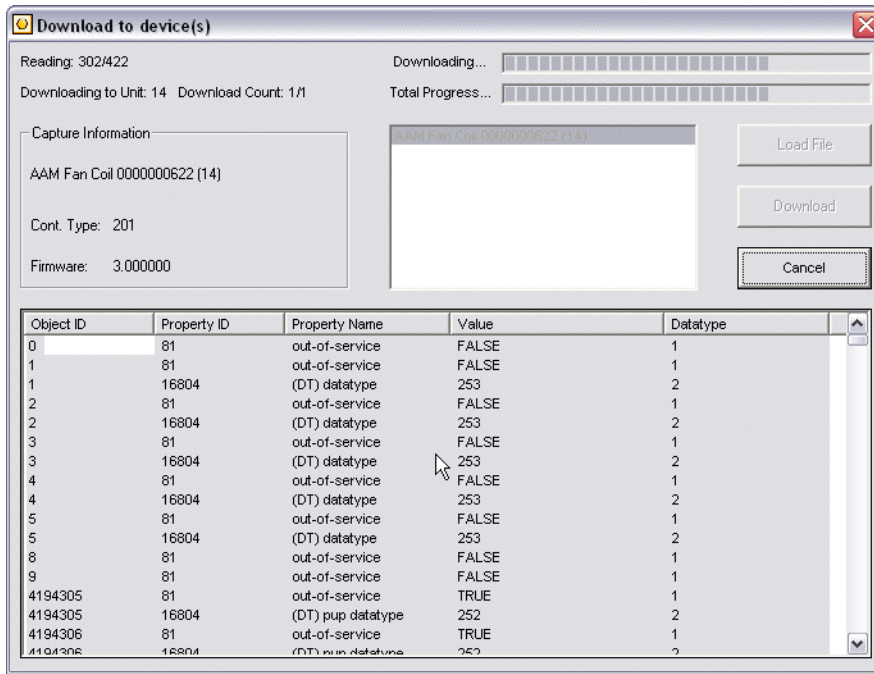 Download to device(s)
Reading: 302/422
Downloading...
Downloading to Unit: 14 Download Count: 1/1
Total Progress...
Capture Information
AAM Fan Coil 0000000622 (14)
Cont. Type: 201
Firmware: 3.000000
AAM Fan Coil 0000000622 (14)
Load File
Download
Cancel
Object ID Property ID Property Name Value Datatype
0 81 out-of-service FALSE 1
1 81 out-of-service FALSE 1
1 16804 (DT) datatype 253 2
2 81 out-of-service FALSE 1
2 16804 (DT) datatype 253 2
3 81 out-of-service FALSE 1
3 16804 (DT) datatype 253 2
4 81 out-of-service FALSE 1
4 16804 (DT) datatype 253 2
5 81 out-of-service FALSE 1
5 16804 (DT) datatype 253 2
8 81 out-of-service FALSE 1
9 81 out-of-service FALSE 1
4194305 81 out-of-service TRUE 1
4194305 16804 (DT) pup datatype 252 2
4194306 81 out-of-service TRUE 1
4194306 16804 (DT) pup datatype 252 2